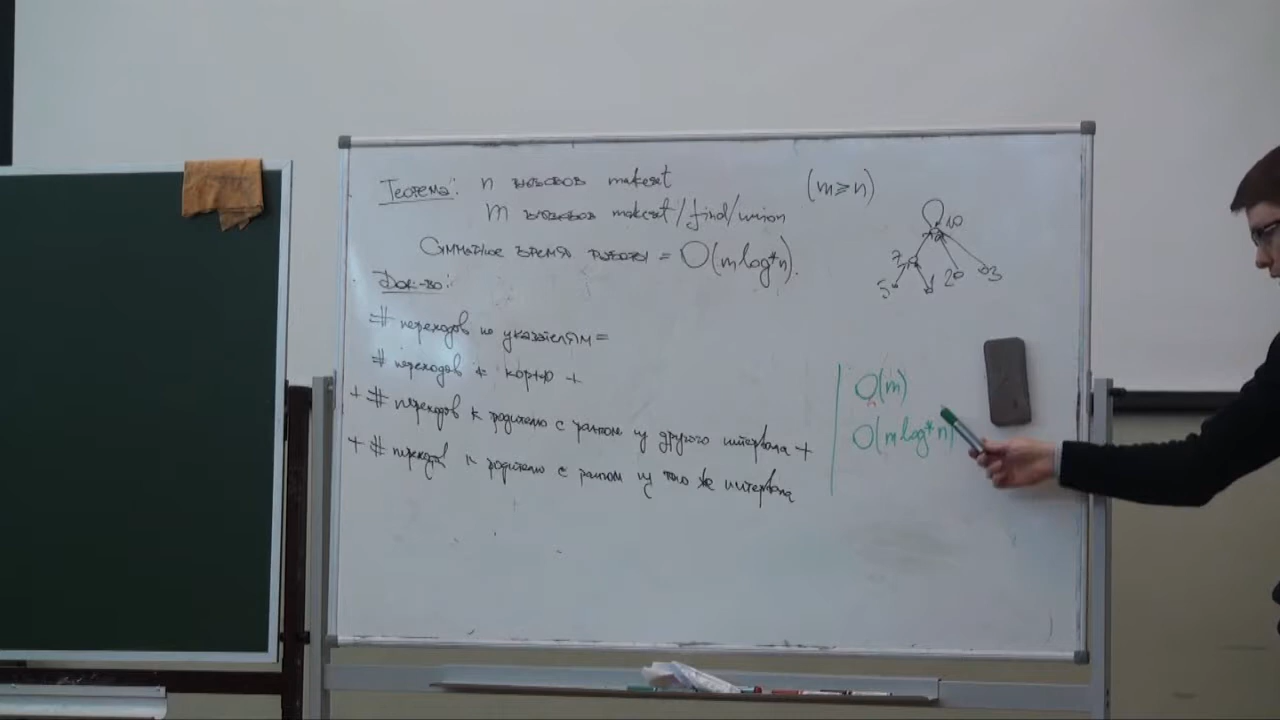 Теорема: n вызовов makeset (m ≥ n)
m вызовов makeset/find/union
Суммарное время работы = O(m log* n).
Док-во:
# переходов по указателям =
# переходов к корню +
+ # переходов к родителю с рангом из другого интервала +
+ # переходов к родителю с рангом из того же интервала
O(m)
O(m log* n)
10
7
5 1 2 3